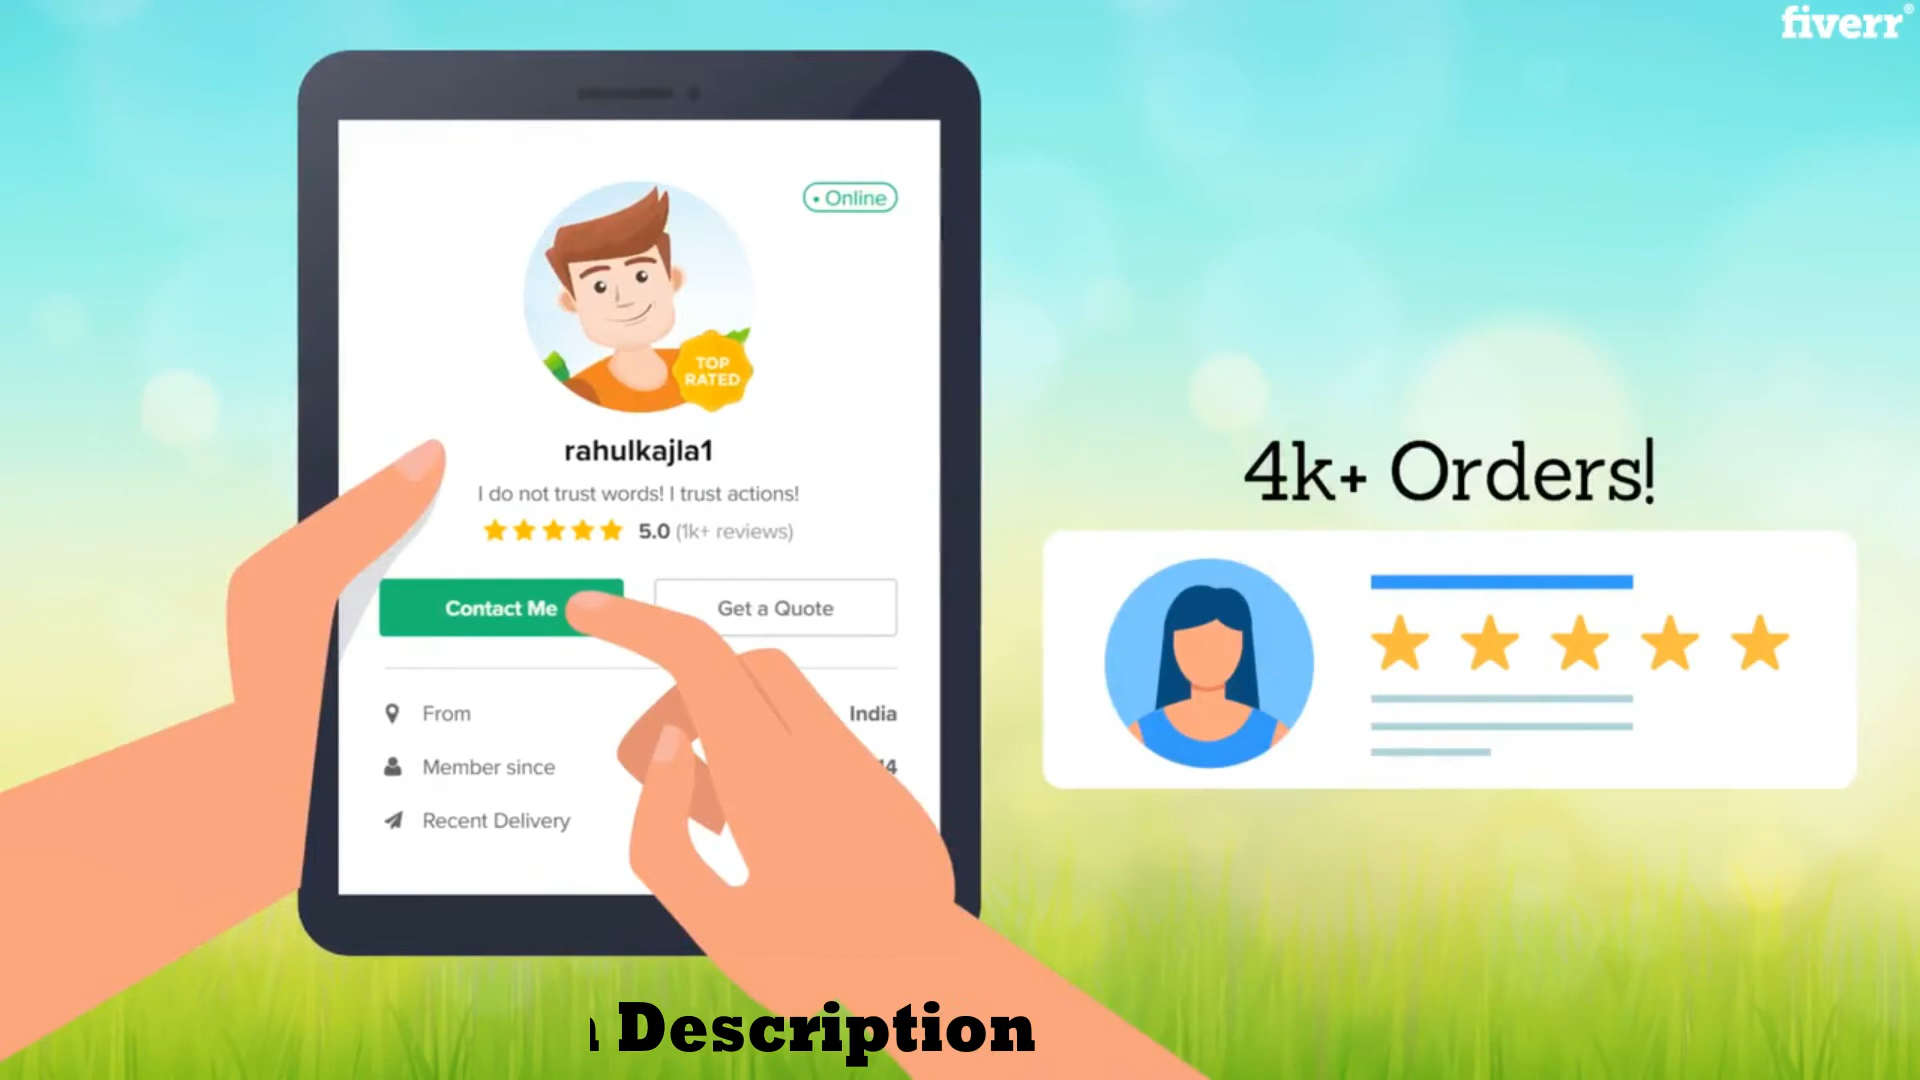 fiverr®
• Online
TOP
RATED
rahulkajla1
I do not trust words! I trust actions!
5.0 (1k+ reviews)
Contact Me
Get a Quote
From
India
Member since
14
Recent Delivery
4k+ Orders!
Description